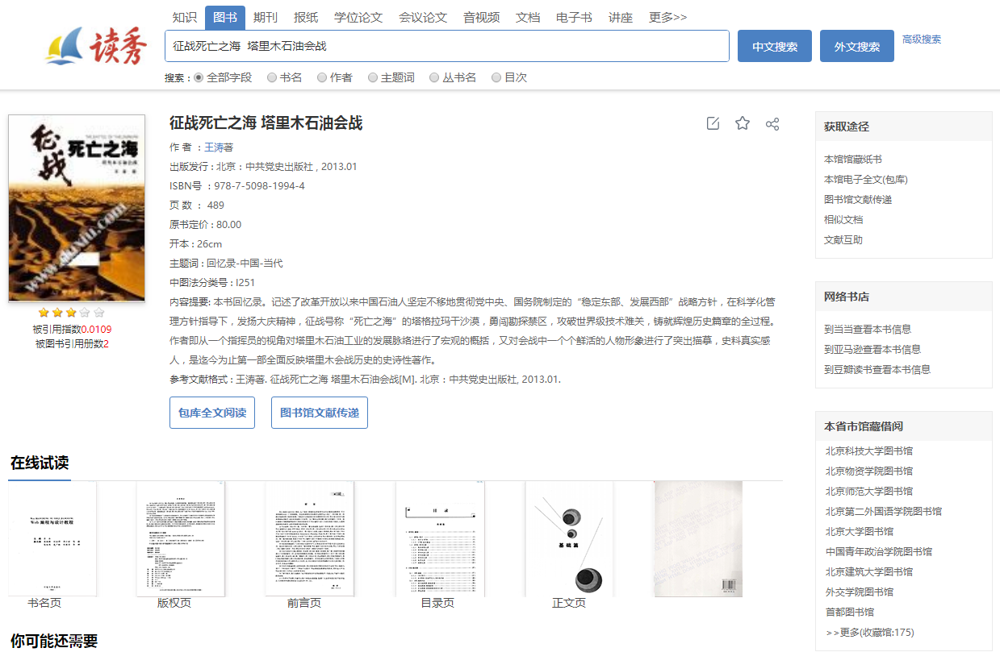 知识 图书 期刊 报纸 学位论文 会议论文 音视频 文档 电子书 讲座 更多>>
读秀
征战死亡之海 塔里木石油会战
中文搜索 外文搜索 高级搜索
搜索： 全部字段 书名 作者 主题词 丛书名 目次
征战死亡之海
www.duxiu.com
被引用指数0.0109
被图书引用册数2
征战死亡之海 塔里木石油会战
作 者 ：王涛著
出版发行 : 北京：中共党史出版社 , 2013.01
ISBN号 ：978-7-5098-1994-4
页 数 ： 489
原书定价 : 80.00
开本 : 26cm
主题词 : 回忆录-中国-当代
中图法分类号 : I251
内容提要: 本书回忆录。记述了改革开放以来中国石油人坚定不移地贯彻党中央、国务院制定的“稳定东部、发展西部”战略方针，在科学化管
理方针指导下，发扬大庆精神，征战号称“死亡之海”的塔格拉玛干沙漠，勇闯勘探禁区，攻破世界级技术难关，铸就辉煌历史篇章的全过程。
作者即从一个指挥员的视角对塔里木石油工业的发展脉络进行了宏观的概括，又对会战中一个个鲜活的人物形象进行了突出描摹，史料真实感
人，是迄今为止第一部全面反映塔里木会战历史的史诗性著作。
参考文献格式 : 王涛著. 征战死亡之海 塔里木石油会战[M]. 北京：中共党史出版社, 2013.01.
包库全文阅读 图书馆文献传递
获取途径
本馆馆藏纸书
本馆电子全文(包库)
图书馆文献传递
相似文档
文献互助
网络书店
到当当查看本书信息
到亚马逊查看本书信息
到豆瓣读书查看本书信息
本省市馆藏借阅
北京科技大学图书馆
北京物资学院图书馆
北京师范大学图书馆
北京第二外国语学院图书馆
北京大学图书馆
中国青年政治学院图书馆
北京建筑大学图书馆
外交学院图书馆
首都图书馆
>>更多(收藏馆:175)
在线试读
Web 编程与设计教程
目 录
基础篇
书名页 版权页 前言页 目录页 正文页
你可能还需要